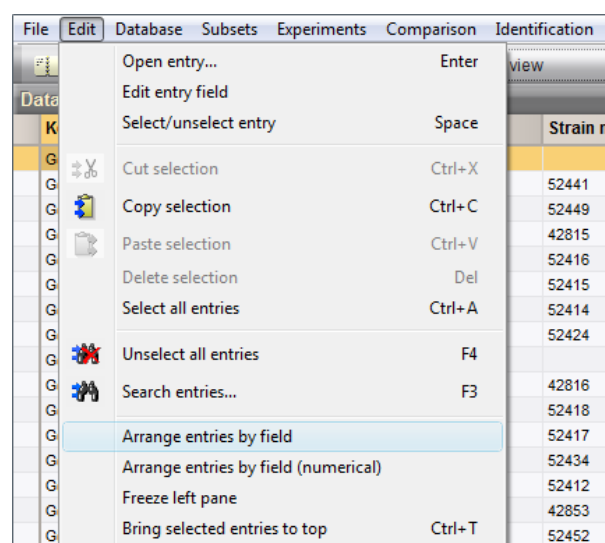 File Edit Database Subsets Experiments Comparison Identification
view
Data
K Strain
G
G 52441
G 52449
G 42815
G 52416
G 52415
G 52414
G 52424
G
G 42816
G 52418
G 52417
G 52434
G 52412
G 42853
G 52452
Open entry... Enter
Edit entry field
Select/unselect entry Space
Cut selection Ctrl+X
Copy selection Ctrl+C
Paste selection Ctrl+V
Delete selection Del
Select all entries Ctrl+A
Unselect all entries F4
Search entries... F3
Arrange entries by field
Arrange entries by field (numerical)
Freeze left pane
Bring selected entries to top Ctrl+T